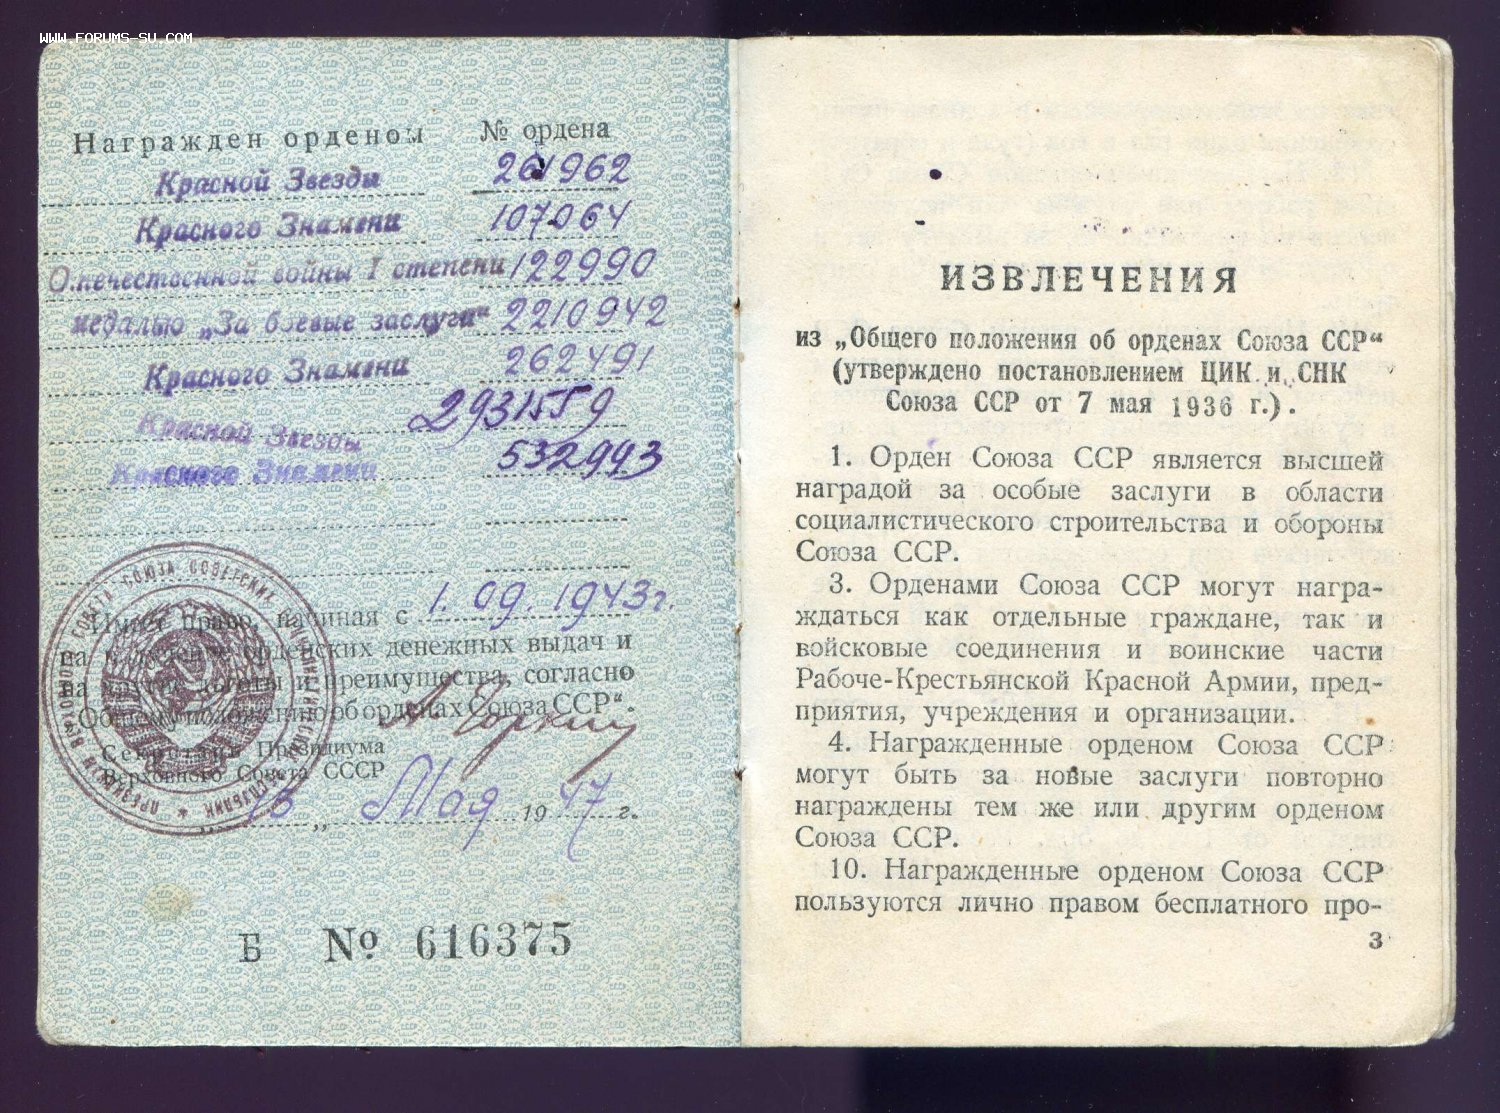 WWW.FORUMS-SU.COM
Награжден орденом № ордена
Красной Звезды 261962
Красного Знамени 107064
Отечественной войны I степени 122990
медалью „За боевые заслуги“ 2210942
Красного Знамени 262491
Красной Звезды 2931559
Красного Знамени 532993
Имеет право, начиная с 1.09.1943г.
на получение орденских денежных выдач и
на другие льготы и преимущества, согласно
„Общему положению об орденах Союза ССР“.
Секретарь Президиума
Верховного Совета СССР
А Горкин
„13“ Мая 1947 г.
Б № 616375
ИЗВЛЕЧЕНИЯ
из „Общего положения об орденах Союза ССР“
(утверждено постановлением ЦИК и СНК
Союза ССР от 7 мая 1936 г.).
1. Орден Союза ССР является высшей
наградой за особые заслуги в области
социалистического строительства и обороны
Союза ССР.
3. Орденами Союза ССР могут награ-
ждаться как отдельные граждане, так и
войсковые соединения и воинские части
Рабоче-Крестьянской Красной Армии, пред-
приятия, учреждения и организации.
4. Награжденные орденом Союза ССР
могут быть за новые заслуги повторно
награждены тем же или другим орденом
Союза ССР.
10. Награжденные орденом Союза ССР
пользуются лично правом бесплатного про-
3